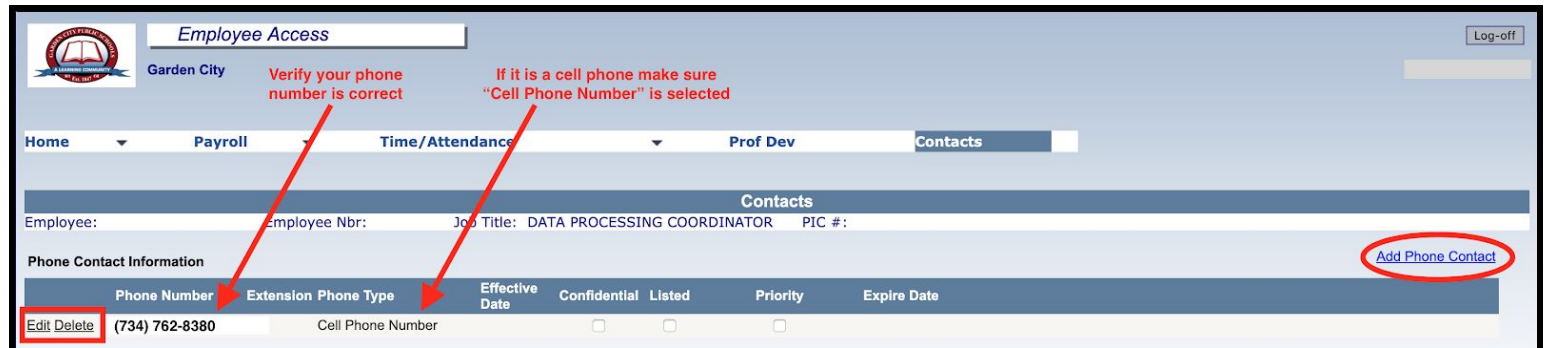 Employee Access
Log-off
Garden City
Verify your phone
number is correct
If it is a cell phone make sure
“Cell Phone Number” is selected
Home Payroll Time/Attendance Prof Dev Contacts
Contacts
Employee: Employee Nbr: Job Title: DATA PROCESSING COORDINATOR PIC #:
Phone Contact Information
Add Phone Contact
Phone Number Extension Phone Type Effective Date Confidential Listed Priority Expire Date
Edit Delete (734) 762-8380 Cell Phone Number